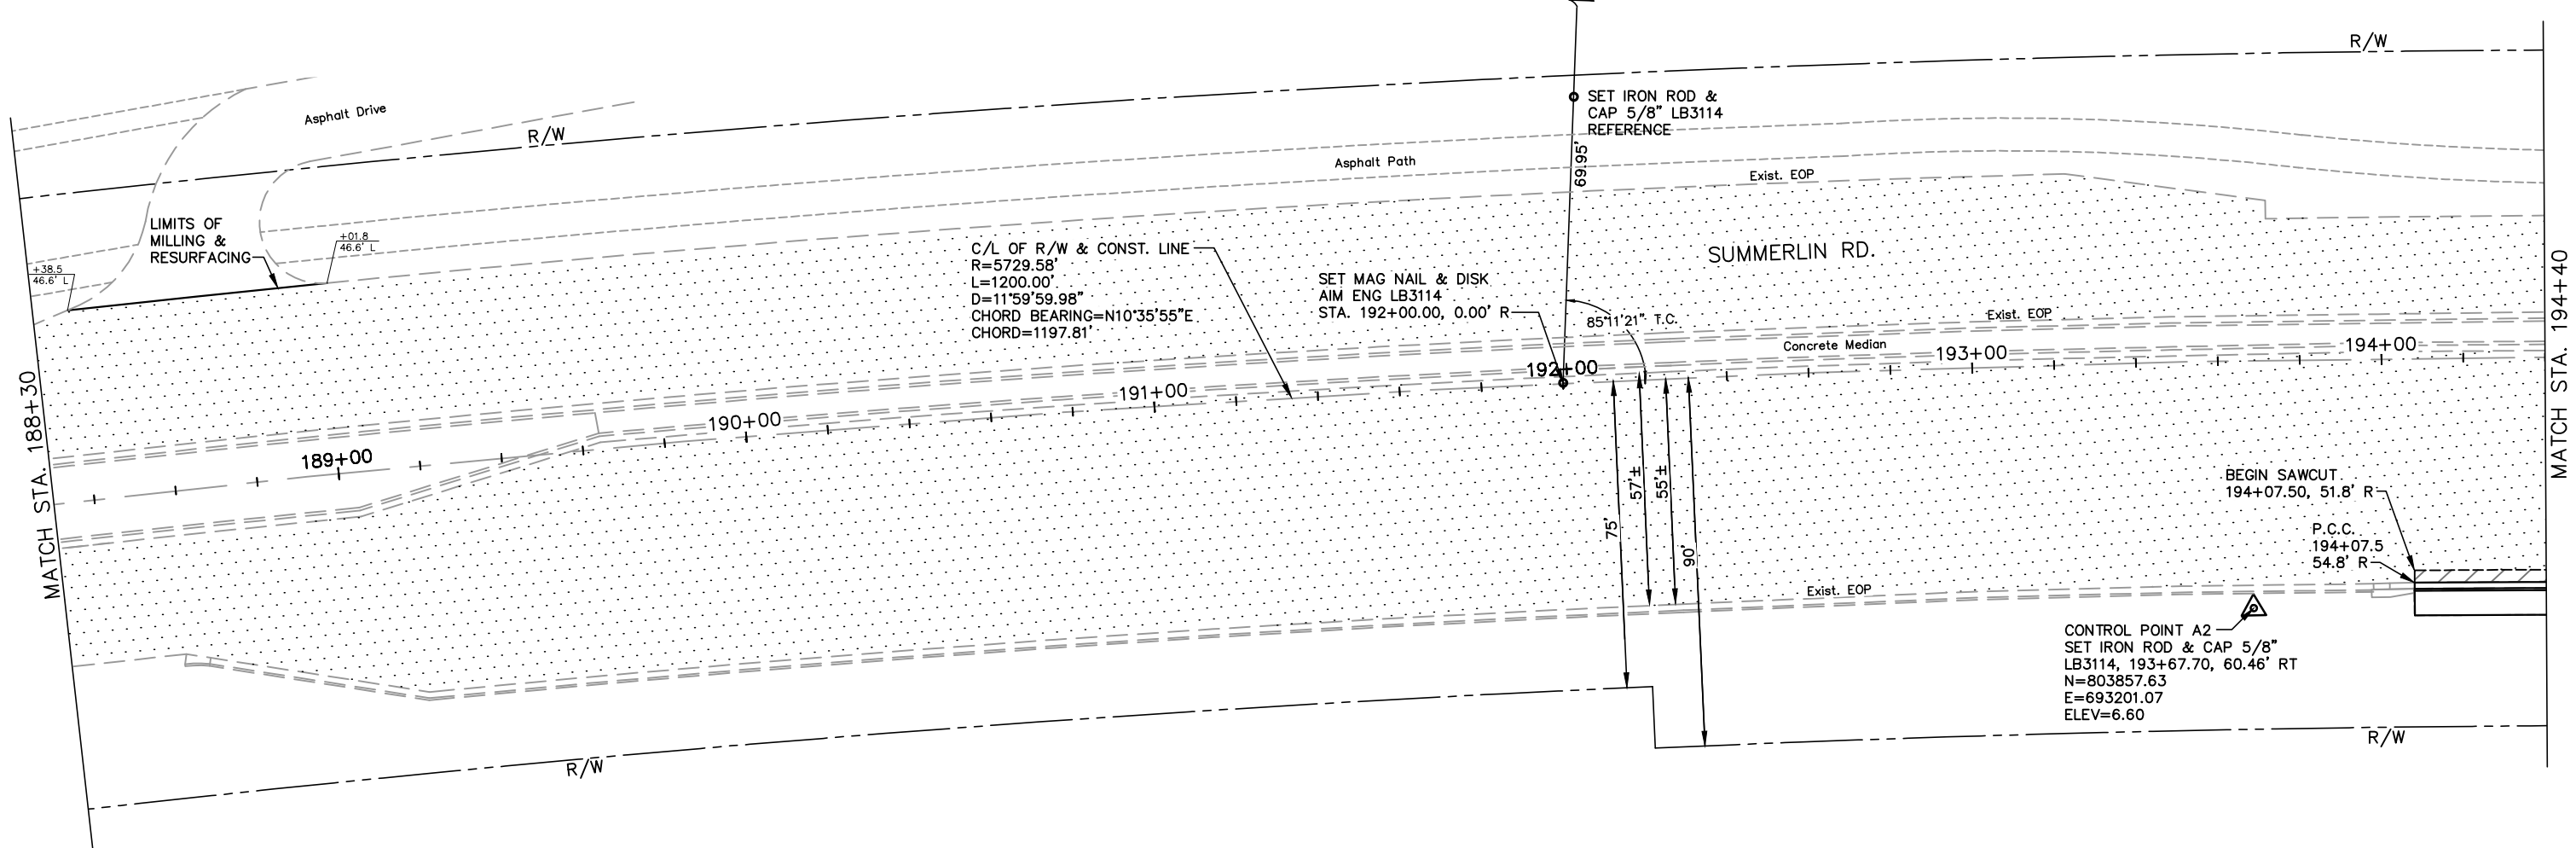 R/W
SET IRON ROD &
CAP 5/8" LB3114
REFERENCE
Asphalt Drive
R/W
Asphalt Path
69.95'
Exist. EOP
LIMITS OF
MILLING &
RESURFACING
+01.8
46.6' L
+38.5
46.6' L
C/L OF R/W & CONST. LINE
R=5729.58'
L=1200.00'
D=11°59'59.98"
CHORD BEARING=N10°35'55"E
CHORD=1197.81'
SET MAG NAIL & DISK
AIM ENG LB3114
STA. 192+00.00, 0.00' R
SUMMERLIN RD.
85°11'21" T.C.
Exist. EOP
Concrete Median
MATCH STA. 188+30
189+00
190+00
191+00
192+00
193+00
194+00
MATCH STA. 194+40
75'
57'±
55'±
90'
BEGIN SAWCUT
194+07.50, 51.8' R
P.C.C.
194+07.5
54.8' R
Exist. EOP
CONTROL POINT A2
SET IRON ROD & CAP 5/8"
LB3114, 193+67.70, 60.46' RT
N=803857.63
E=693201.07
ELEV=6.60
R/W
R/W